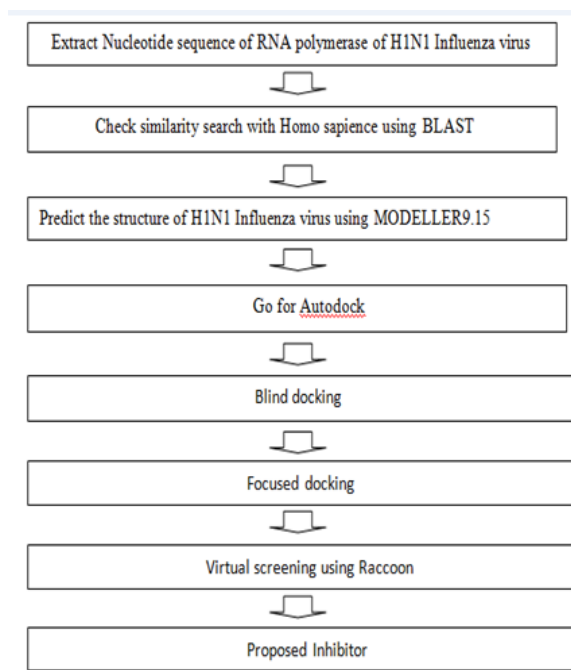 Extract Nucleotide sequence of RNA polymerase of H1N1 Influenza virus
Check similarity search with Homo sapience using BLAST
Predict the structure of H1N1 Influenza virus using MODELLER9.15
Go for Autodock
Blind docking
Focused docking
Virtual screening using Raccoon
Proposed Inhibitor